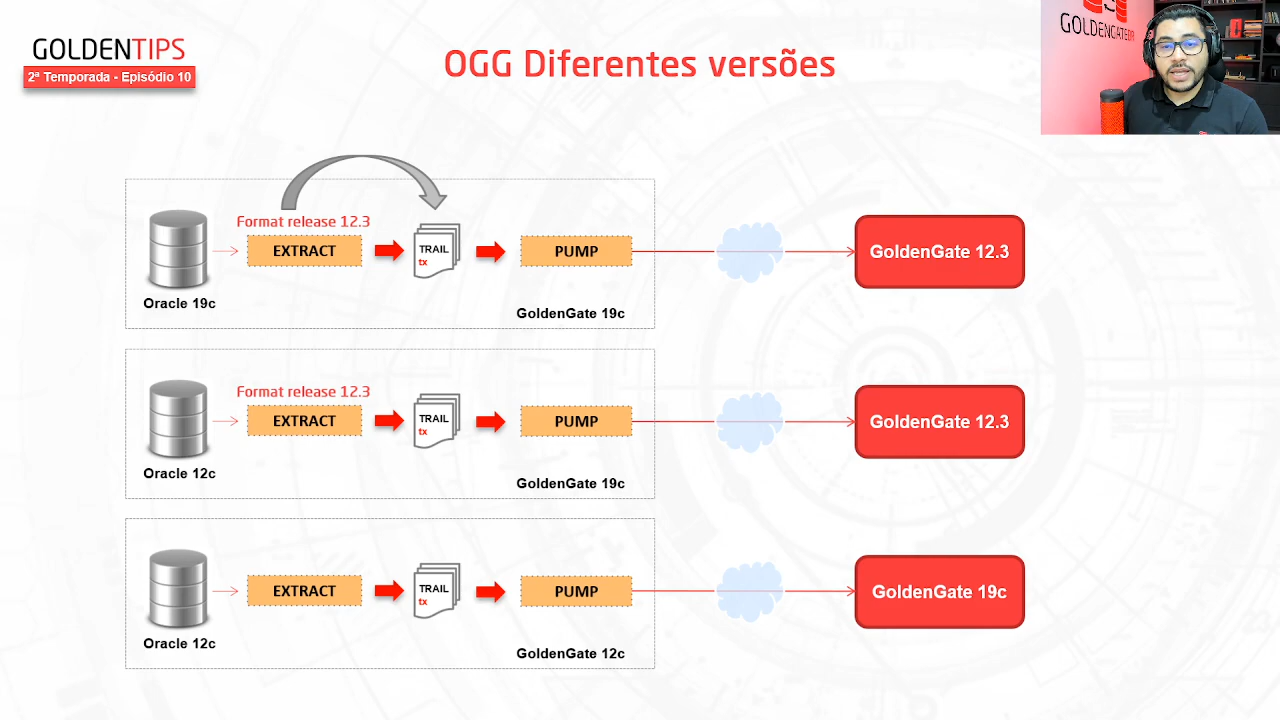 GOLDENTIPS
2ª Temporada - Episódio 10
OGG Diferentes versões
GOLDENGATE
Format release 12.3
EXTRACT
TRAIL
tx
PUMP
GoldenGate 12.3
Oracle 19c
GoldenGate 19c
Format release 12.3
EXTRACT
TRAIL
tx
PUMP
GoldenGate 12.3
Oracle 12c
GoldenGate 19c
EXTRACT
TRAIL
tx
PUMP
GoldenGate 19c
Oracle 12c
GoldenGate 12c